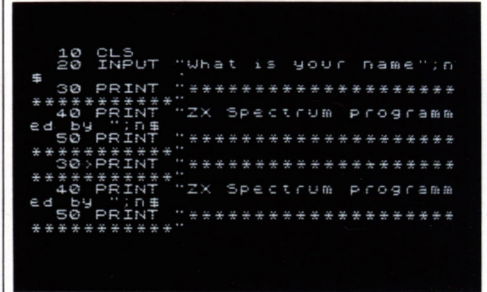 10 CLS
20 INPUT "What is your name";n
$
30 PRINT "********************
***********"
40 PRINT "ZX Spectrum programm
ed by ";n$
50 PRINT "********************
***********"
30>PRINT "********************
***********"
40 PRINT "ZX Spectrum programm
ed by ";n$
50 PRINT "********************
***********"